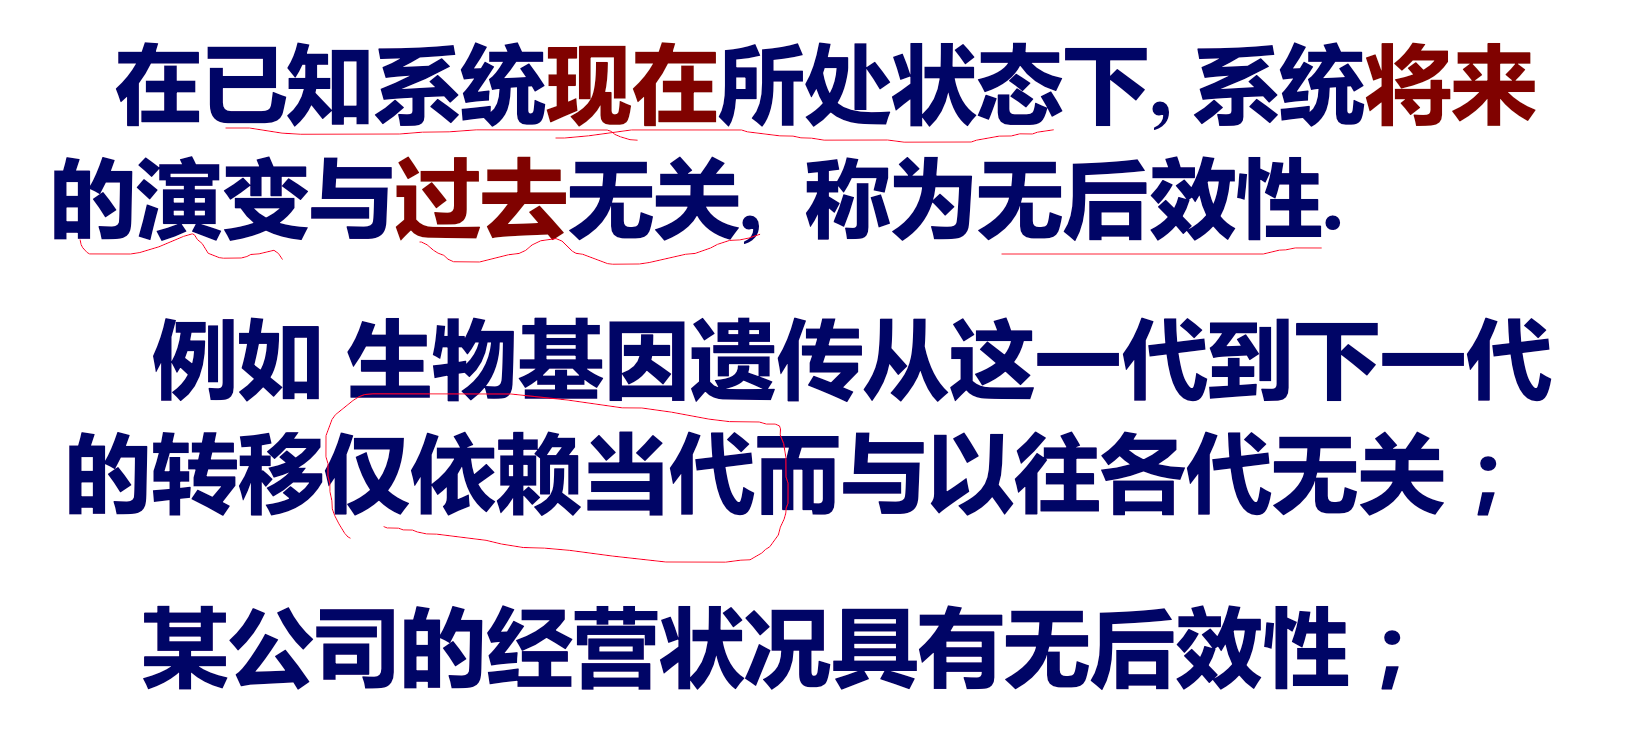 在已知系统现在所处状态下, 系统将来
的演变与过去无关, 称为无后效性.
例如 生物基因遗传从这一代到下一代
的转移仅依赖当代而与以往各代无关；
某公司的经营状况具有无后效性；